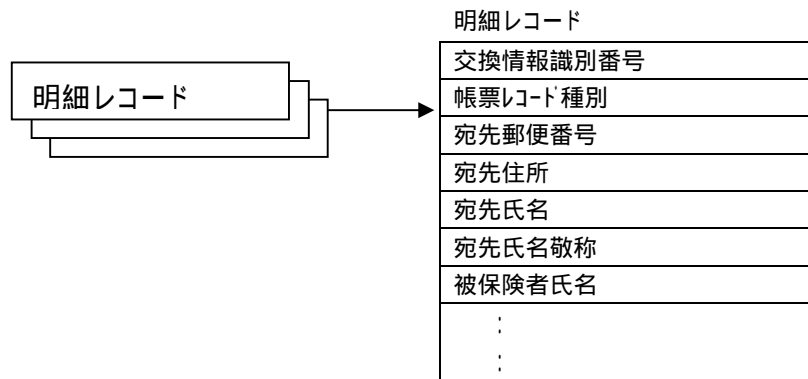 明細レコード
明細レコード
交換情報識別番号
帳票ﾚｺｰﾄﾞ種別
宛先郵便番号
宛先住所
宛先氏名
宛先氏名敬称
被保険者氏名
：
：